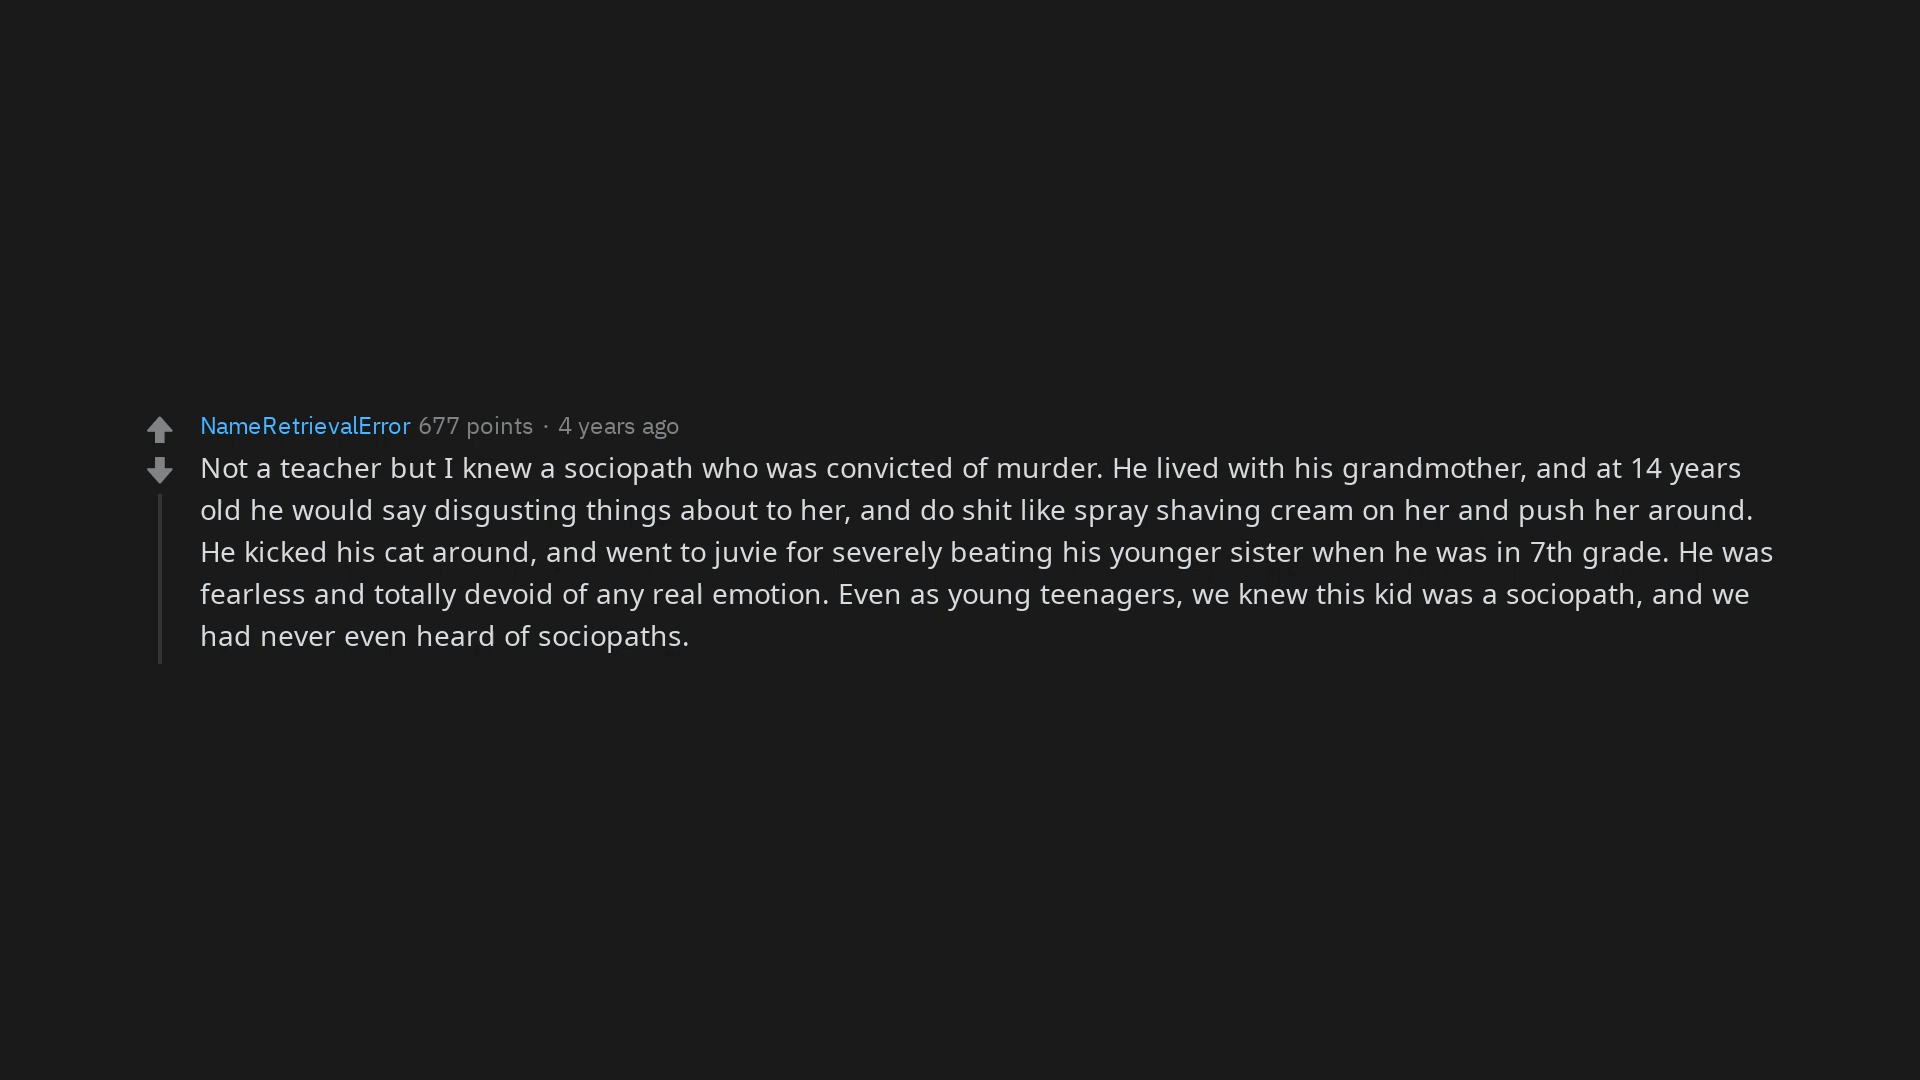 NameRetrievalError 677 points · 4 years ago
Not a teacher but I knew a sociopath who was convicted of murder. He lived with his grandmother, and at 14 years
old he would say disgusting things about to her, and do shit like spray shaving cream on her and push her around.
He kicked his cat around, and went to juvie for severely beating his younger sister when he was in 7th grade. He was
fearless and totally devoid of any real emotion. Even as young teenagers, we knew this kid was a sociopath, and we
had never even heard of sociopaths.